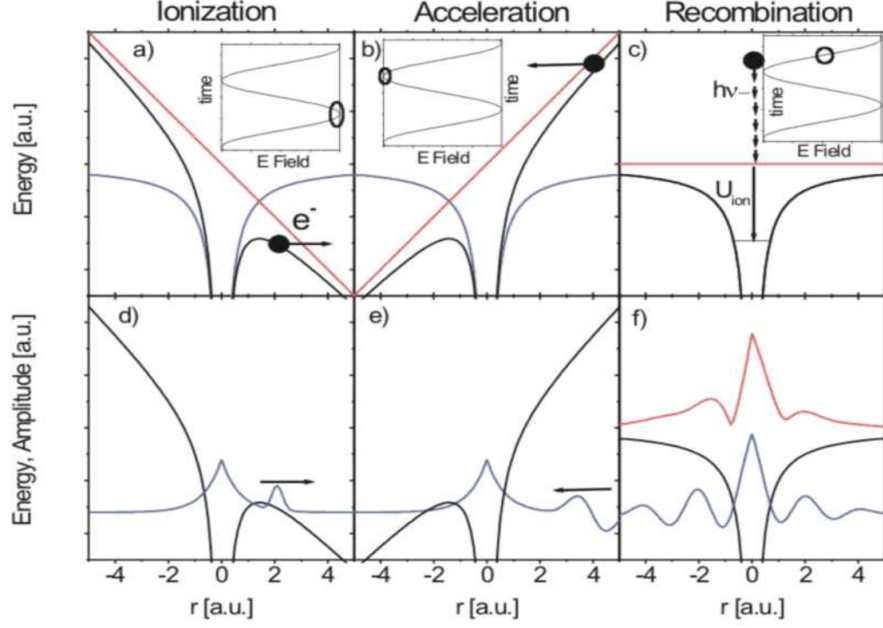 Ionization
Acceleration
Recombination
a)
time
E Field
e⁻
b)
time
E Field
c)
hν
time
E Field
U_ion
Energy [a.u.]
d)
e)
f)
Energy, Amplitude [a.u.]
-4 -2 0 2 4
-4 -2 0 2 4
-4 -2 0 2 4
r [a.u.]
r [a.u.]
r [a.u.]